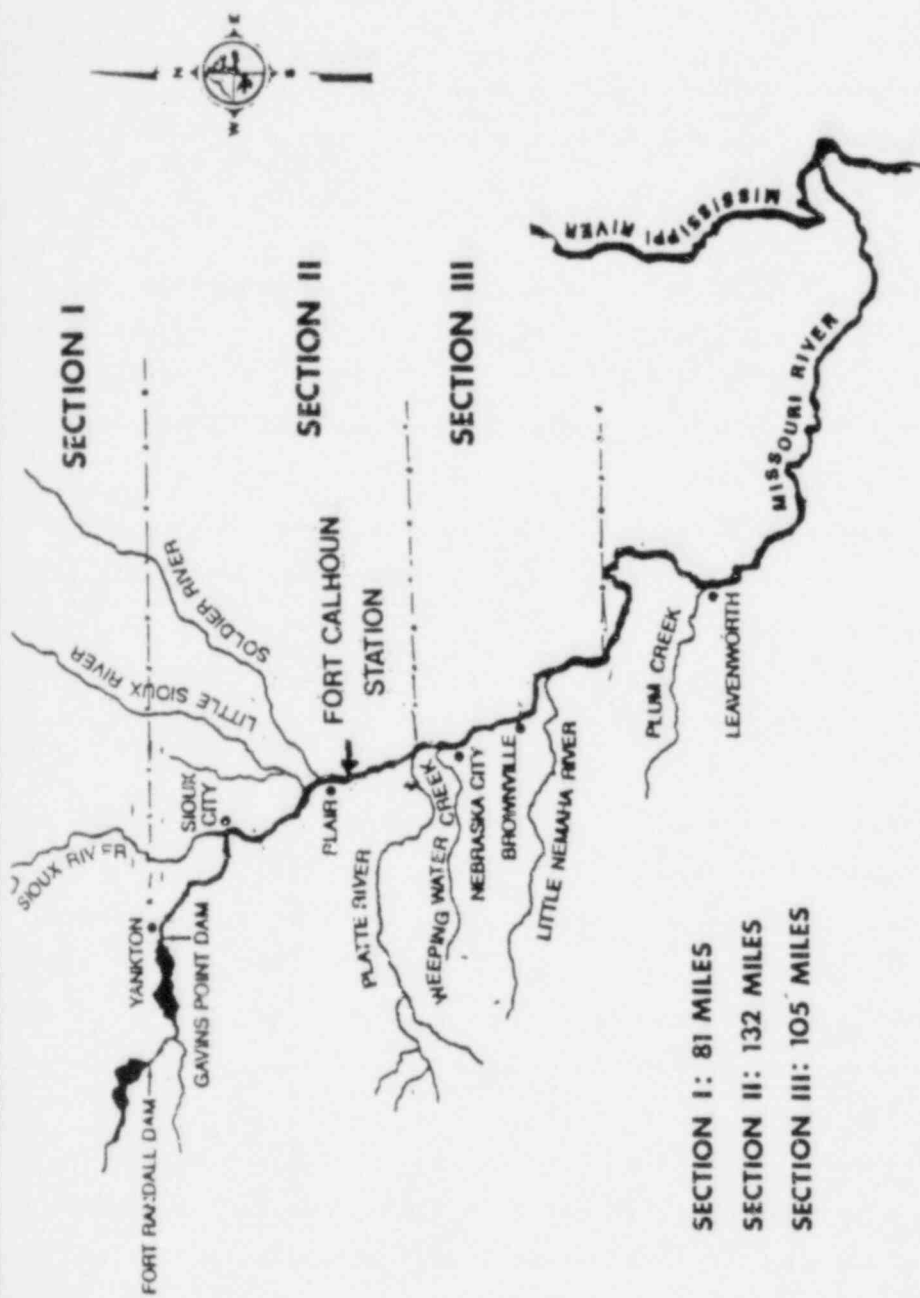 N
W
E
S
SECTION I
SECTION II
SECTION III
SIOUX RIVER
LITTLE SIOUX RIVER
SOLDIER RIVER
YANKTON
FORT RANDALL DAM
GAVINS POINT DAM
SIOUX
CITY
PLAIR
FORT CALHOUN
STATION
PLATTE RIVER
WEEPING WATER CREEK
NEBRASKA CITY
BROWNVILLE
LITTLE NEMAHA RIVER
PLUM CREEK
LEAVENWORTH
MISSISSIPPI RIVER
MISSOURI RIVER
SECTION I: 81 MILES
SECTION II: 132 MILES
SECTION III: 105 MILES